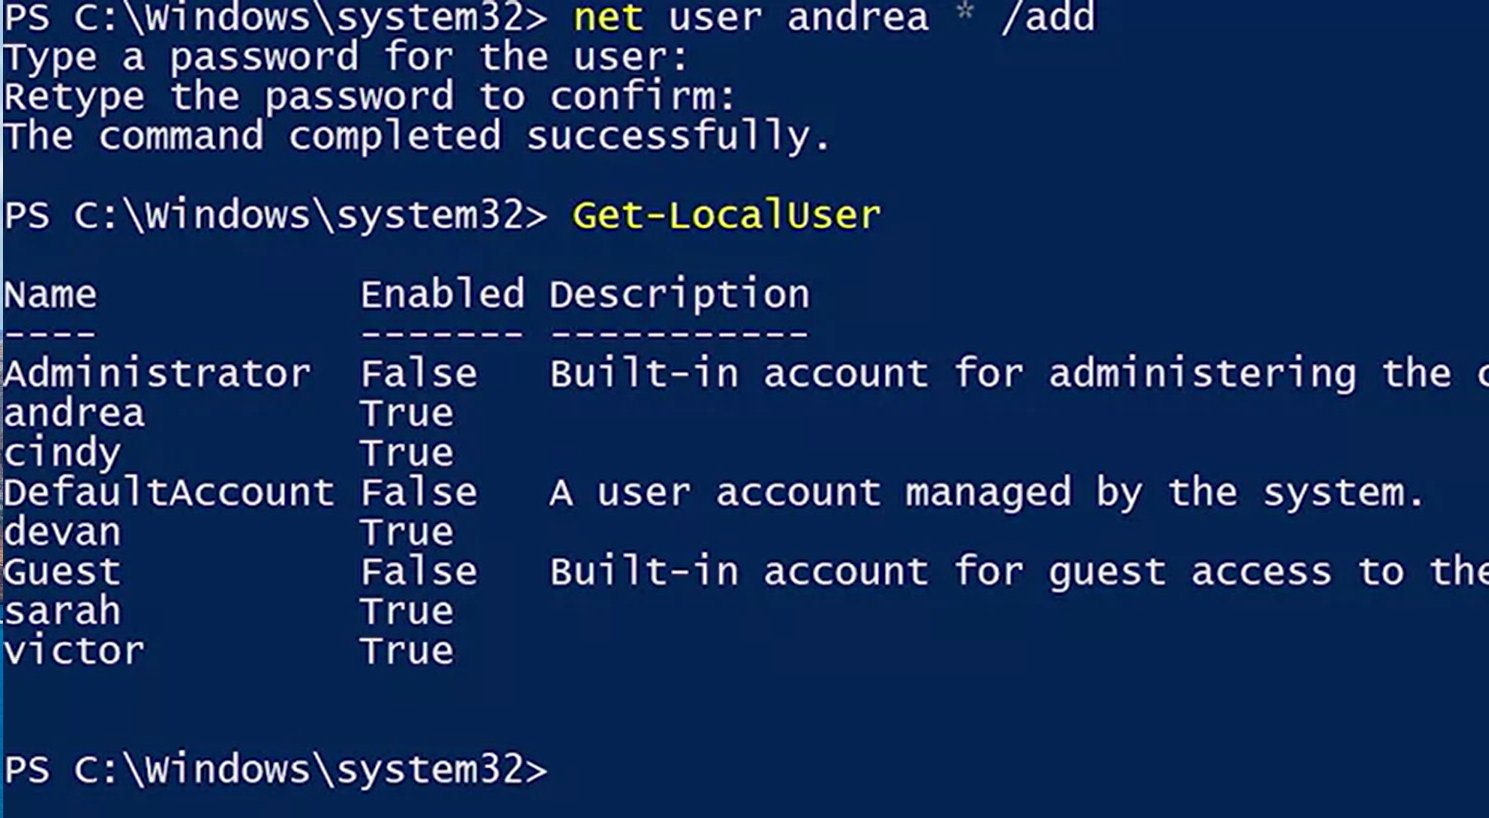 PS C:\Windows\system32> net user andrea * /add
Type a password for the user:
Retype the password to confirm:
The command completed successfully.
PS C:\Windows\system32> Get-LocalUser
Name Enabled Description
---- ------- -----------
Administrator False Built-in account for administering the
andrea True
cindy True
DefaultAccount False A user account managed by the system.
devan True
Guest False Built-in account for guest access to the
sarah True
victor True
PS C:\Windows\system32>